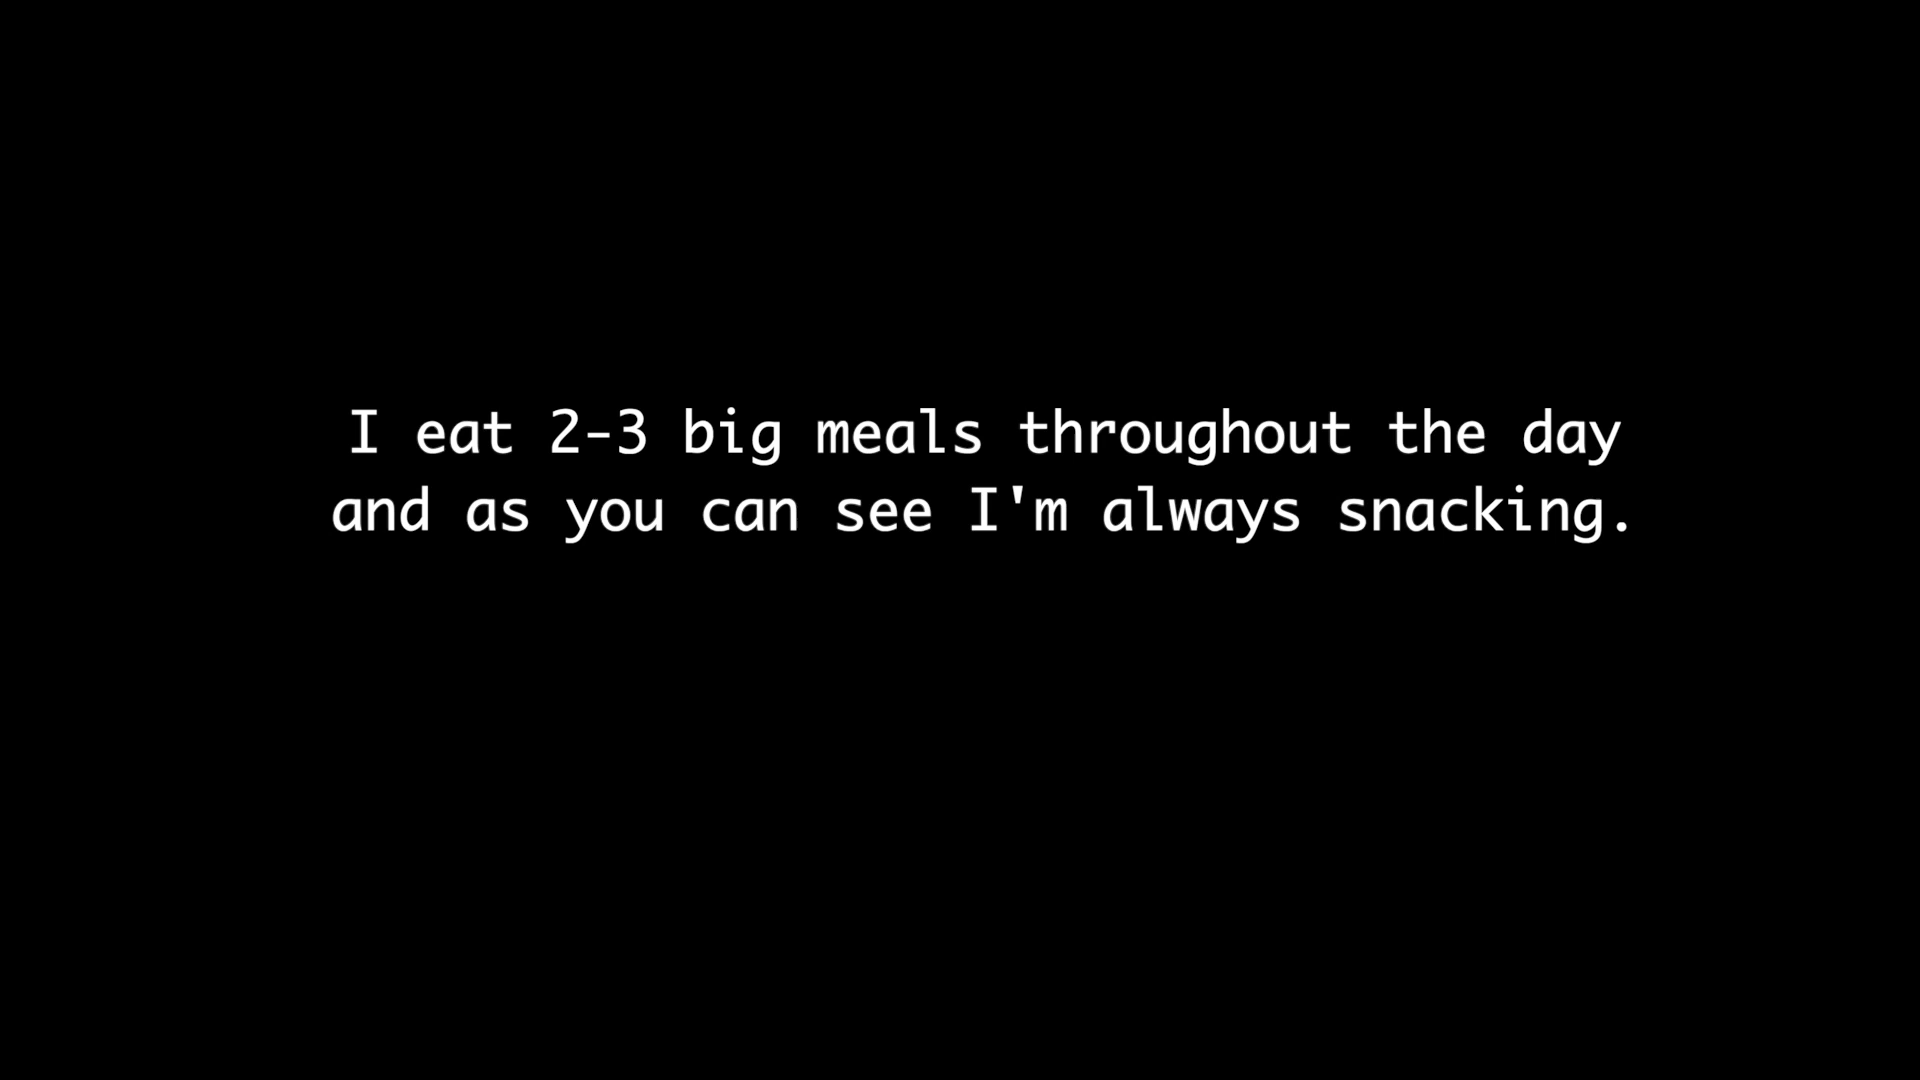 I eat 2-3 big meals throughout the day
and as you can see I'm always snacking.